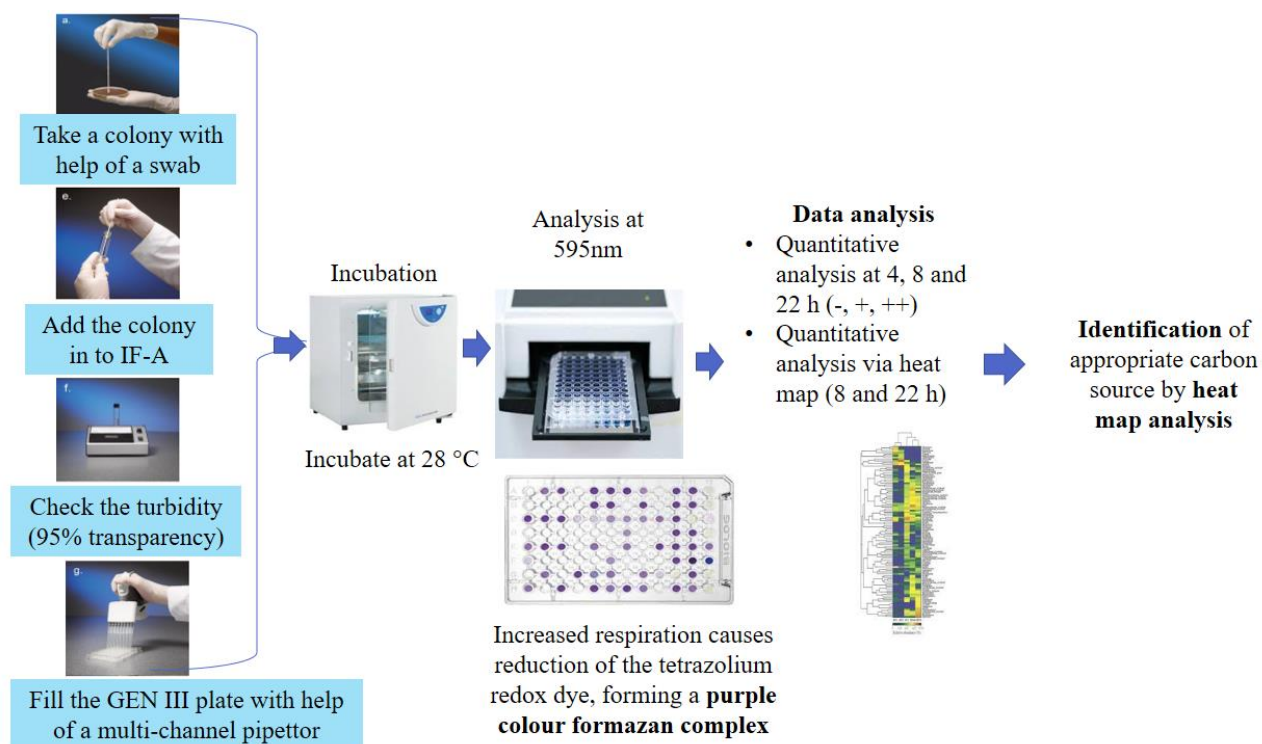 a.
Take a colony with
help of a swab
e.
Add the colony
in to IF-A
f.
Check the turbidity
(95% transparency)
g.
Fill the GEN III plate with help
of a multi-channel pipettor
Incubation
Incubate at 28 °C
Analysis at
595nm
BIOLOG
Increased respiration causes
reduction of the tetrazolium
redox dye, forming a purple
colour formazan complex
Data analysis
• Quantitative
analysis at 4, 8 and
22 h (-, +, ++)
• Quantitative
analysis via heat
map (8 and 22 h)
Identification of
appropriate carbon
source by heat
map analysis